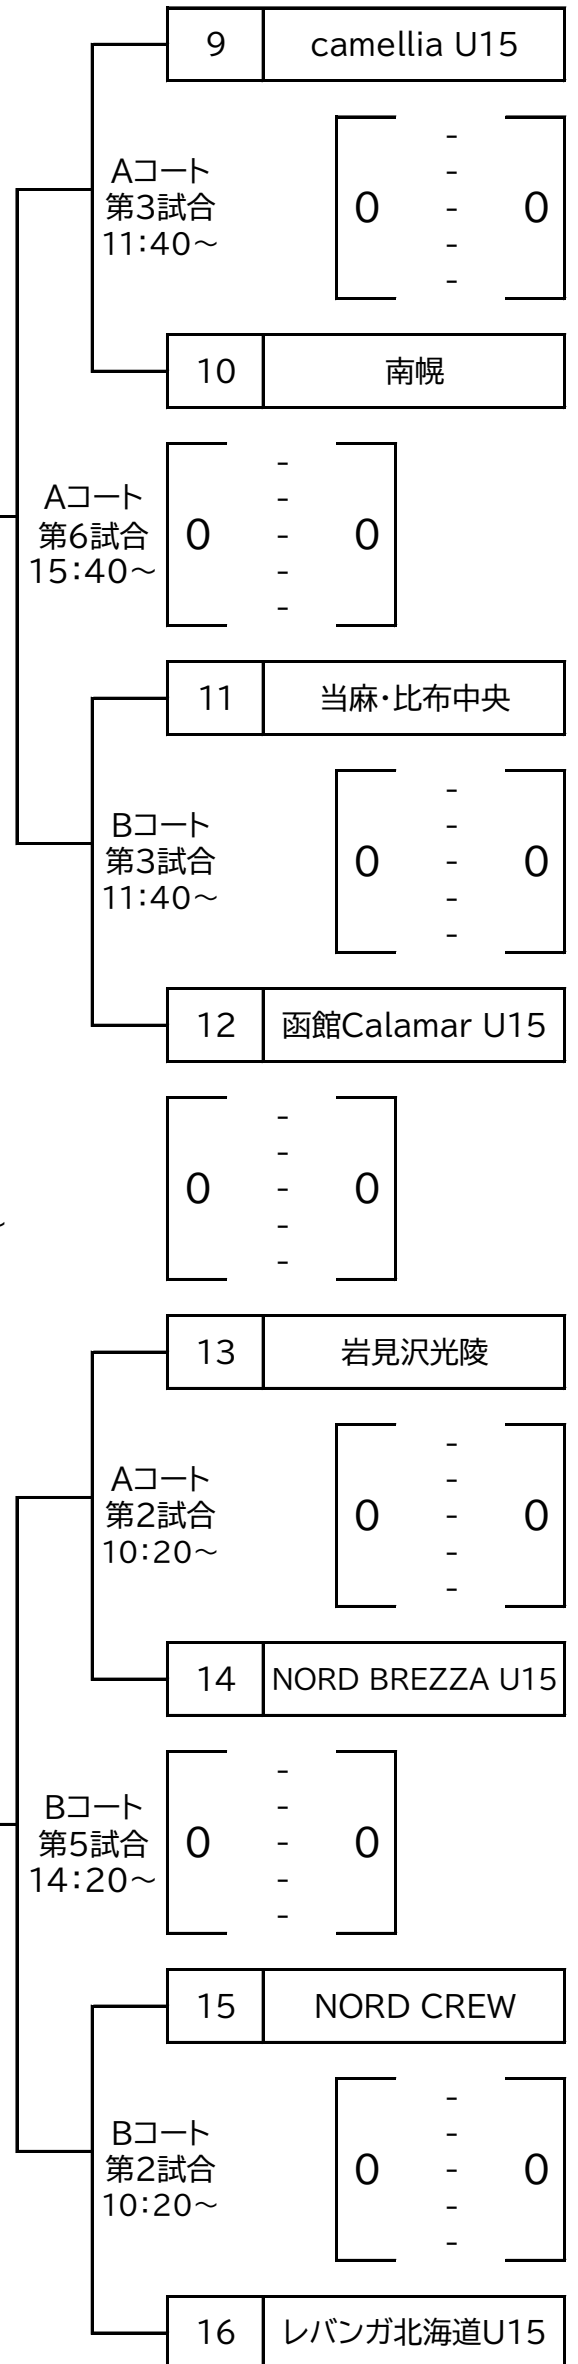 9 camellia U15
-
-
Aコート
第3試合
11:40～
0 - 0
-
-
10 南幌
-
-
Aコート
第6試合
15:40～
0 - 0
-
-
11 当麻・比布中央
-
-
Bコート
第3試合
11:40～
0 - 0
-
-
12 函館Calamar U15
-
-
0 - 0
-
～
-
13 岩見沢光陵
-
-
Aコート
第2試合
10:20～
0 - 0
-
-
14 NORD BREZZA U15
-
-
Bコート
第5試合
14:20～
0 - 0
-
-
15 NORD CREW
-
-
Bコート
第2試合
10:20～
0 - 0
-
-
16 レバンガ北海道U15